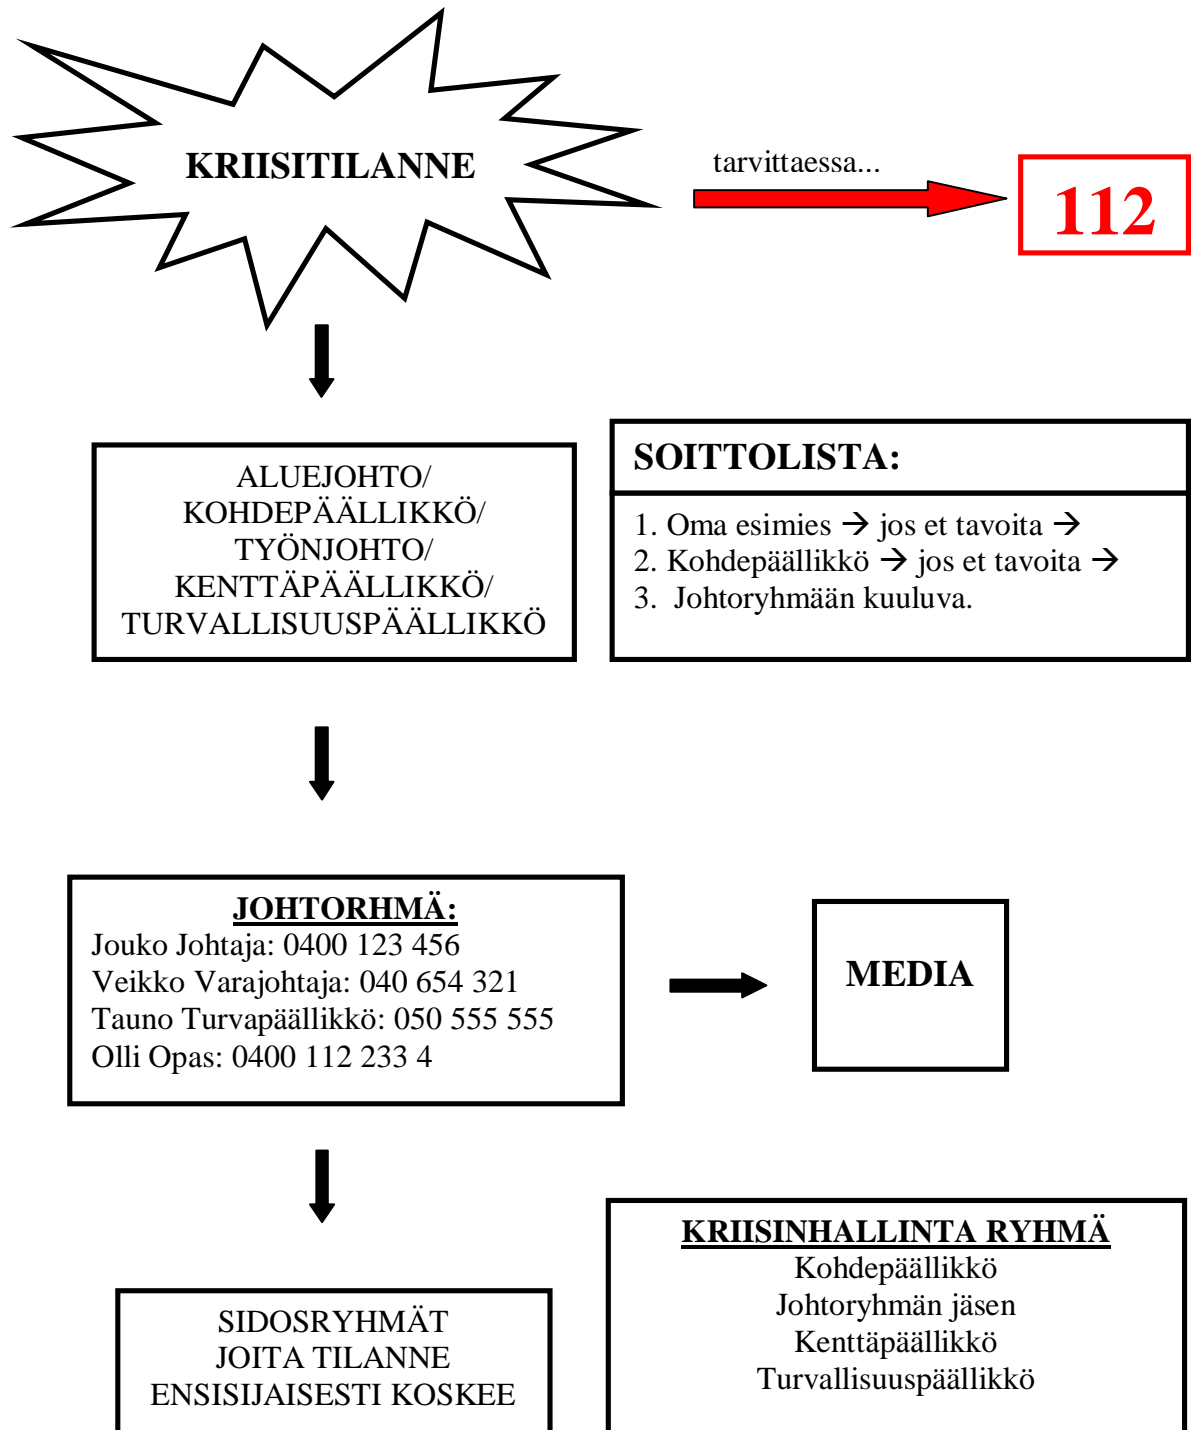 KRIISITILANNE
tarvittaessa...
112
ALUEJOHTO/
KOHDEPÄÄLLIKKÖ/
TYÖNJOHTO/
KENTTÄPÄÄLLIKKÖ/
TURVALLISUUSPÄÄLLIKKÖ
SOITTOLISTA:
1. Oma esimies → jos et tavoita →
2. Kohdepäällikkö → jos et tavoita →
3. Johtoryhmään kuuluva.
JOHTORHMÄ:
Jouko Johtaja: 0400 123 456
Veikko Varajohtaja: 040 654 321
Tauno Turvapäällikkö: 050 555 555
Olli Opas: 0400 112 233 4
MEDIA
SIDOSRYHMÄT
JOITA TILANNE
ENSISIJAISESTI KOSKEE
KRIISINHALLINTA RYHMÄ
Kohdepäällikkö
Johtoryhmän jäsen
Kenttäpäällikkö
Turvallisuuspäällikkö